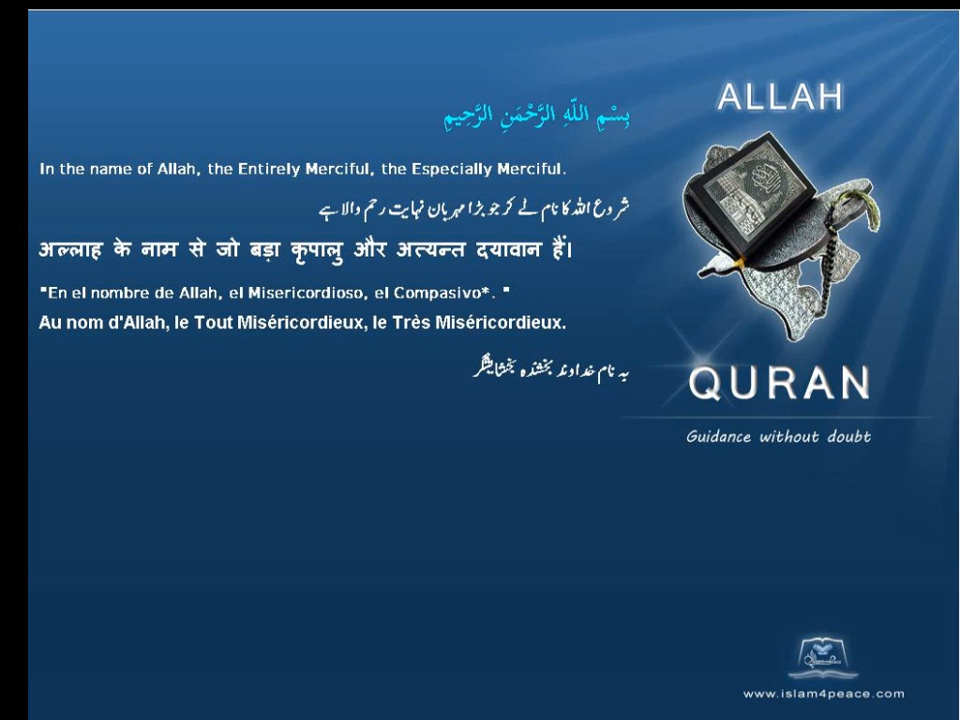 بِسْمِ اللَّهِ الرَّحْمَنِ الرَّحِيمِ
In the name of Allah, the Entirely Merciful, the Especially Merciful.
شروع الله کا نام لے کر جو بڑا مہربان نہایت رحم والا ہے
अल्लाह के नाम से जो बड़ा कृपालु और अत्यन्त दयावान हैं।
"En el nombre de Allah, el Misericordioso, el Compasivo*. "
Au nom d'Allah, le Tout Miséricordieux, le Très Miséricordieux.
به نام خداوند بخشنده بخشایشگر
ALLAH
QURAN
Guidance without doubt
www.islam4peace.com